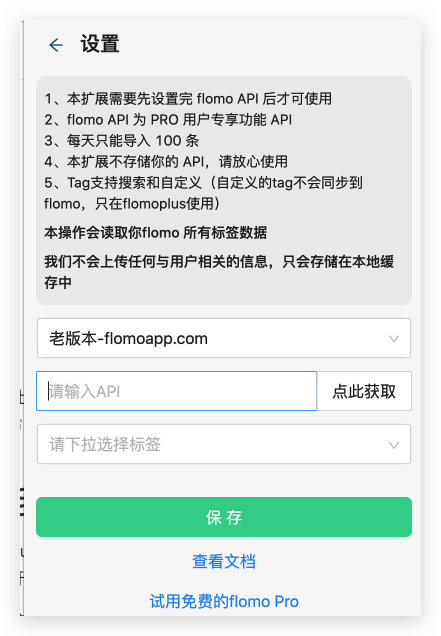 设置
1、本扩展需要先设置完 flomo API 后才可使用
2、flomo API 为 PRO 用户专享功能 API
3、每天只能导入 100 条
4、本扩展不存储你的 API，请放心使用
5、Tag支持搜索和自定义（自定义的tag不会同步到
flomo，只在flomoplus使用）
本操作会读取你flomo 所有标签数据
我们不会上传任何与用户相关的信息，只会存储在本地缓
存中
老版本-flomoapp.com
请输入API
点此获取
请下拉选择标签
保 存
查看文档
试用免费的flomo Pro